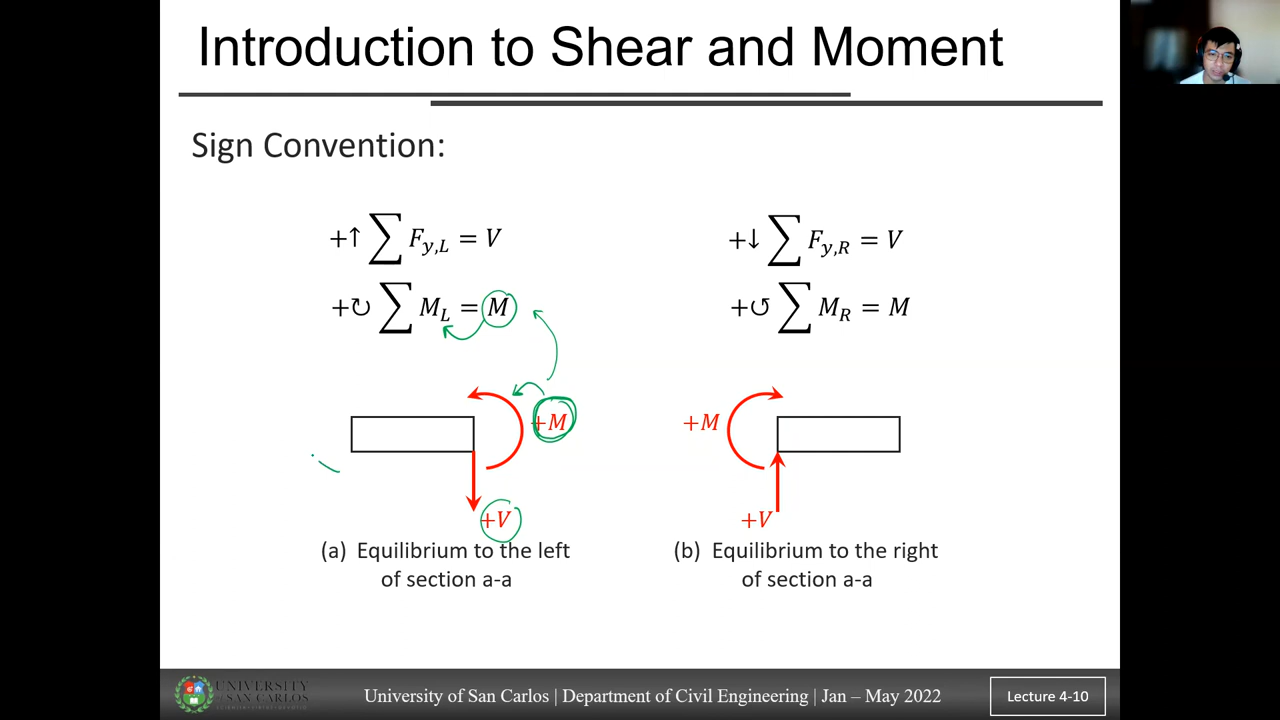 Introduction to Shear and Moment
Sign Convention:
+↑ ∑ F_{y,L} = V
+↻ ∑ M_L = M
+↓ ∑ F_{y,R} = V
+↺ ∑ M_R = M
+M
+V
(a) Equilibrium to the left
of section a-a
+M
+V
(b) Equilibrium to the right
of section a-a
UNIVERSITY
of SAN CARLOS
University of San Carlos | Department of Civil Engineering | Jan – May 2022
Lecture 4-10